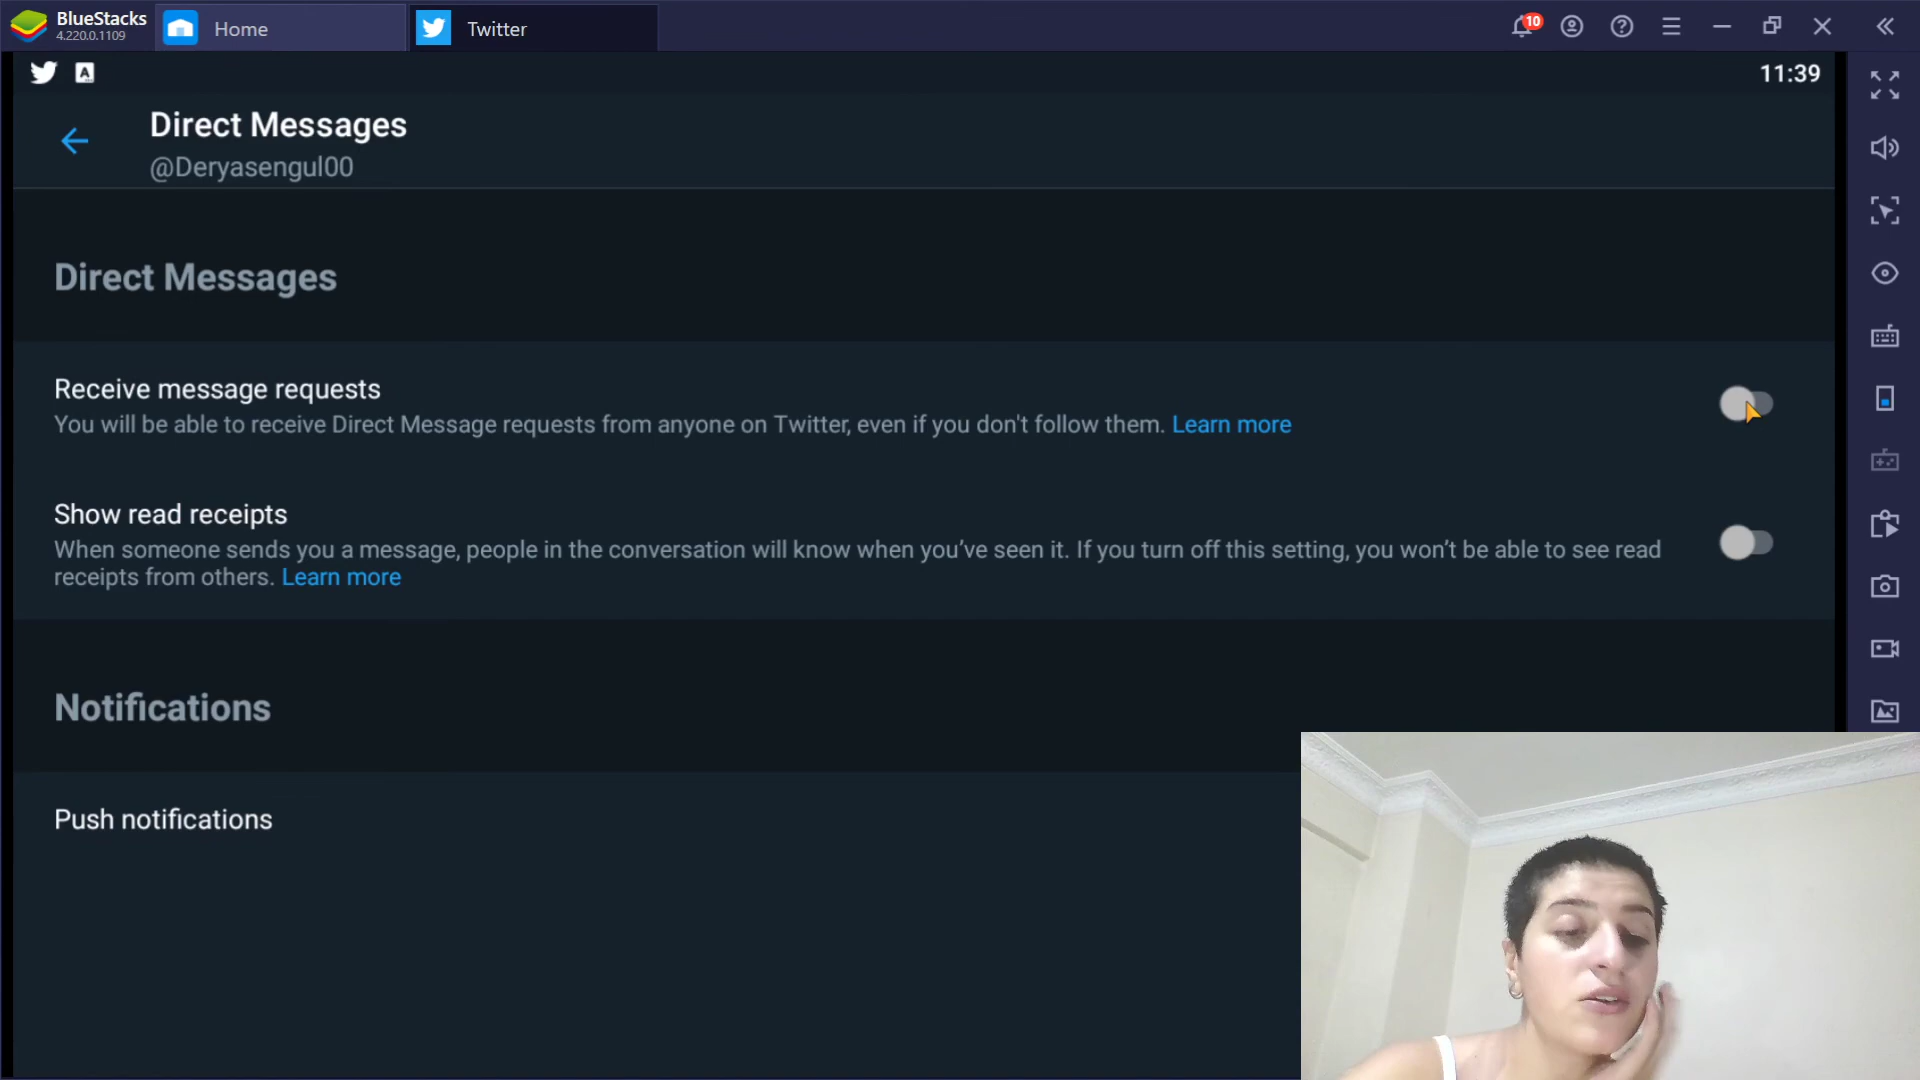 BlueStacks
4.220.0.1109
Home
Twitter
10
A
11:39
Direct Messages
@Deryasengul00
Direct Messages
Receive message requests
You will be able to receive Direct Message requests from anyone on Twitter, even if you don't follow them. Learn more
Show read receipts
When someone sends you a message, people in the conversation will know when you’ve seen it. If you turn off this setting, you won’t be able to see read
receipts from others. Learn more
Notifications
Push notifications